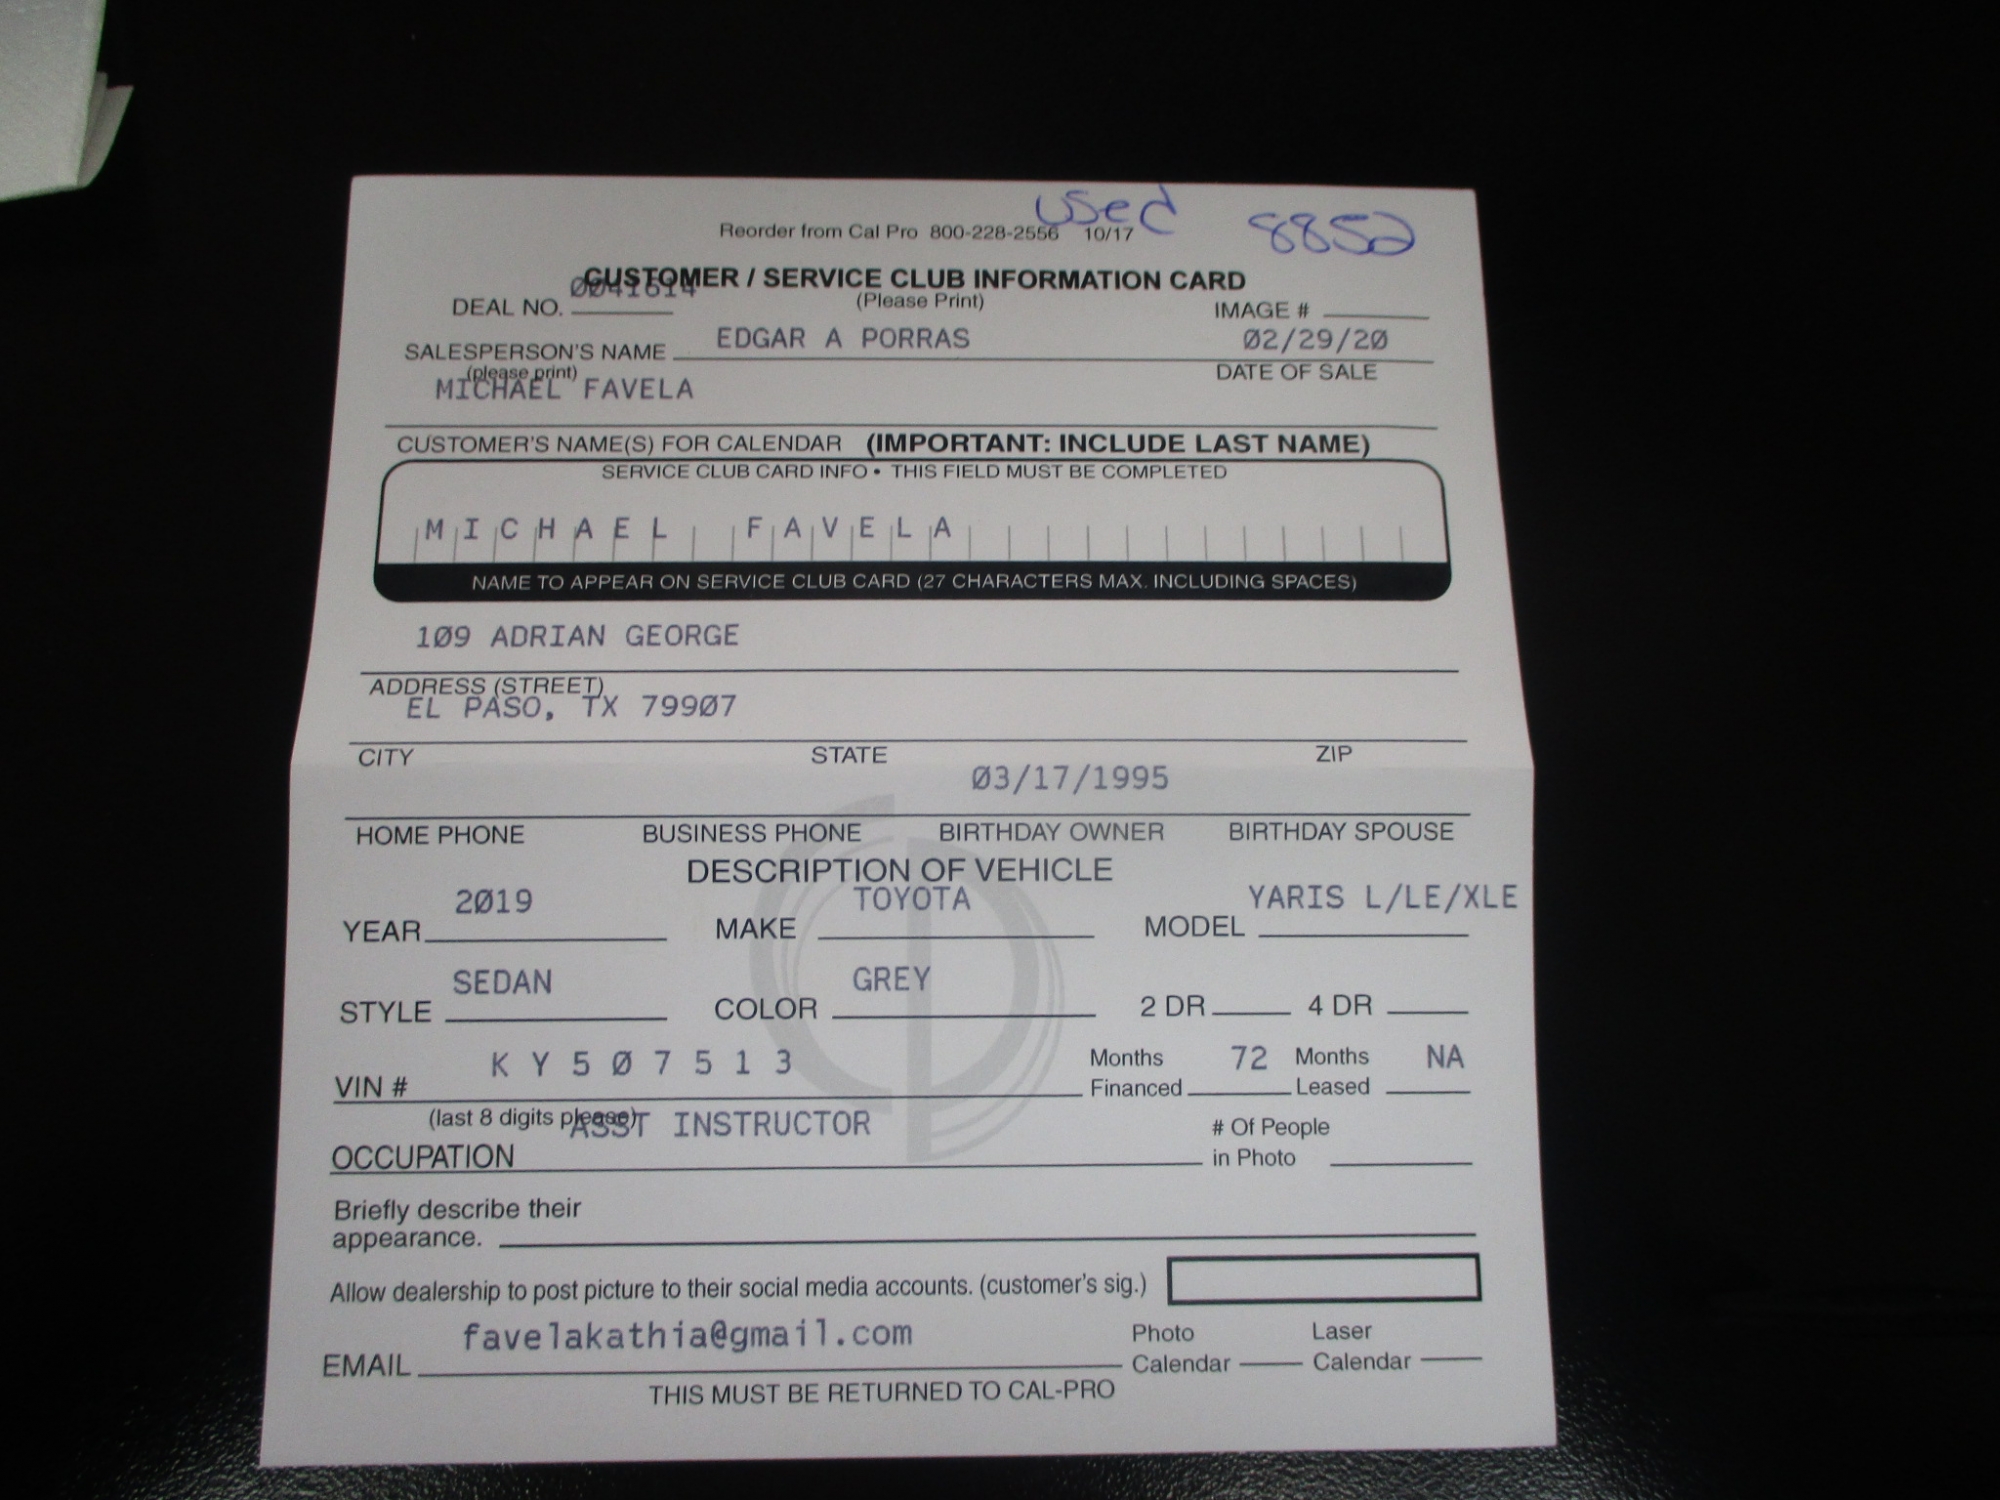 used
8852
Reorder from Cal Pro 800-228-2556 10/17
CUSTOMER / SERVICE CLUB INFORMATION CARD
(Please Print)
DEAL NO. 0041614
IMAGE #
SALESPERSON'S NAME EDGAR A PORRAS 02/29/20
(please print)
DATE OF SALE
MICHAEL FAVELA
CUSTOMER'S NAME(S) FOR CALENDAR (IMPORTANT: INCLUDE LAST NAME)
SERVICE CLUB CARD INFO • THIS FIELD MUST BE COMPLETED
MICHAEL FAVELA
NAME TO APPEAR ON SERVICE CLUB CARD (27 CHARACTERS MAX. INCLUDING SPACES)
109 ADRIAN GEORGE
ADDRESS (STREET)
EL PASO, TX 79907
CITY STATE ZIP
03/17/1995
HOME PHONE BUSINESS PHONE BIRTHDAY OWNER BIRTHDAY SPOUSE
DESCRIPTION OF VEHICLE
YEAR 2019 MAKE TOYOTA MODEL YARIS L/LE/XLE
STYLE SEDAN COLOR GREY 2 DR 4 DR
VIN # KY507513 Months Financed 72 Months Leased NA
(last 8 digits please)
OCCUPATION ASST INSTRUCTOR # Of People in Photo
Briefly describe their
appearance.
Allow dealership to post picture to their social media accounts. (customer's sig.)
EMAIL favelakathia@gmail.com Photo Calendar Laser Calendar
THIS MUST BE RETURNED TO CAL-PRO